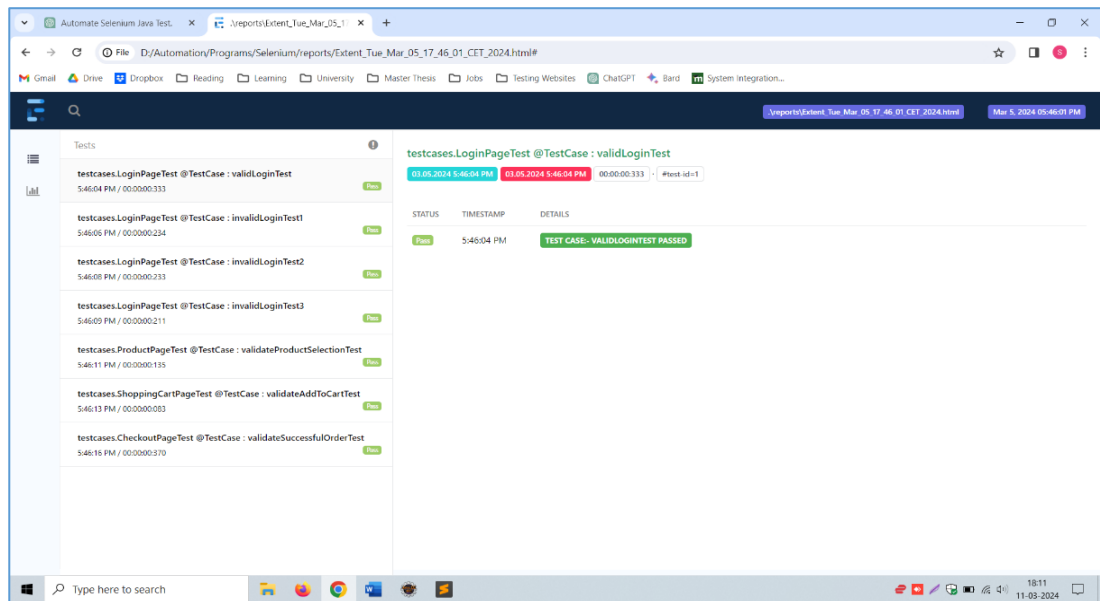 Automate Selenium Java Test.
.\reports\Extent_Tue_Mar_05_17
File D:/Automation/Programs/Selenium/reports/Extent_Tue_Mar_05_17_46_01_CET_2024.html#
S
Gmail Drive Dropbox Reading Learning University Master Thesis Jobs Testing Websites ChatGPT Bard System Integration...
.\reports\Extent_Tue_Mar_05_17_46_01_CET_2024.html Mar 5, 2024 05:46:01 PM
Tests
testcases.LoginPageTest @TestCase : validLoginTest
5:46:04 PM / 00:00:00:333 Pass
testcases.LoginPageTest @TestCase : invalidLoginTest1
5:46:06 PM / 00:00:00:234 Pass
testcases.LoginPageTest @TestCase : invalidLoginTest2
5:46:08 PM / 00:00:00:233 Pass
testcases.LoginPageTest @TestCase : invalidLoginTest3
5:46:09 PM / 00:00:00:211 Pass
testcases.ProductPageTest @TestCase : validateProductSelectionTest
5:46:11 PM / 00:00:00:135 Pass
testcases.ShoppingCartPageTest @TestCase : validateAddToCartTest
5:46:13 PM / 00:00:00:083 Pass
testcases.CheckoutPageTest @TestCase : validateSuccessfulOrderTest
5:46:16 PM / 00:00:00:370 Pass
testcases.LoginPageTest @TestCase : validLoginTest
03.05.2024 5:46:04 PM 03.05.2024 5:46:04 PM 00:00:00:333 · #test-id=1
STATUS TIMESTAMP DETAILS
Pass 5:46:04 PM TEST CASE:- VALIDLOGINTEST PASSED
Type here to search
18:11
11-03-2024